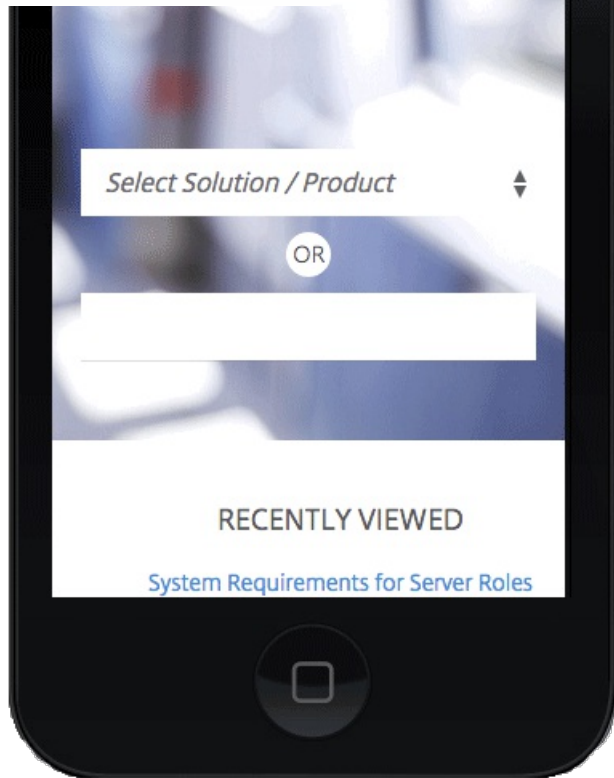 Select Solution / Product
OR
RECENTLY VIEWED
System Requirements for Server Roles